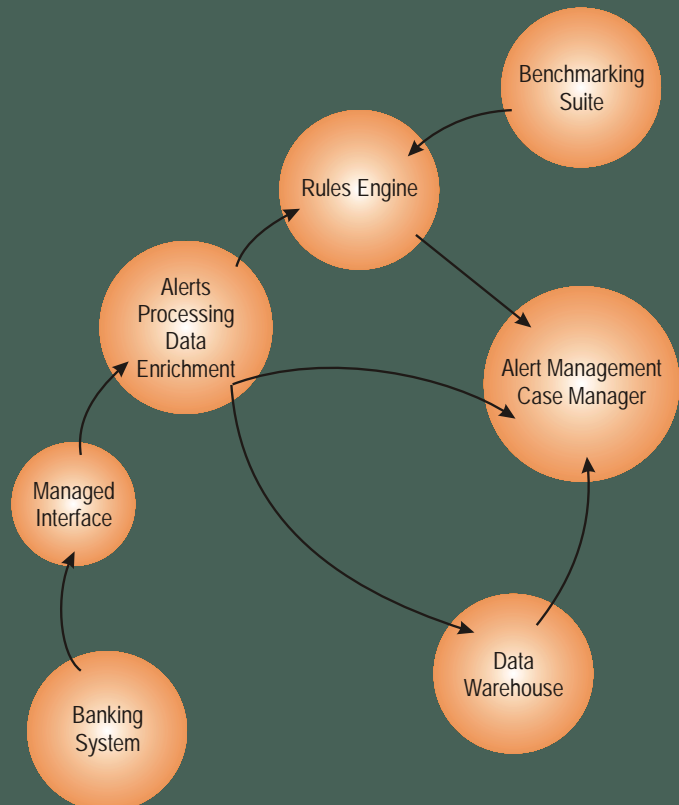 Benchmarking
Suite
Rules Engine
Alerts
Processing
Data
Enrichment
Alert Management
Case Manager
Managed
Interface
Data
Warehouse
Banking
System